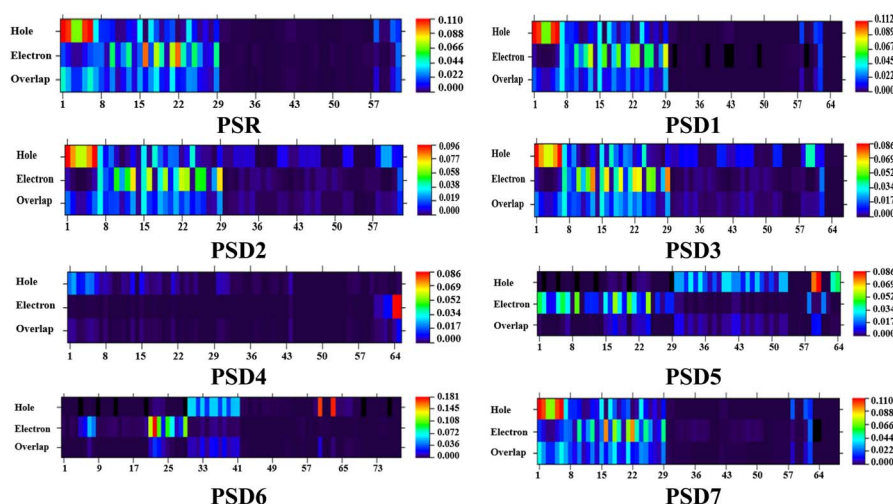 Hole
Electron
Overlap
0.110
0.088
0.066
0.044
0.022
0.000
1 8 15 22 29 36 43 50 57
PSR
Hole
Electron
Overlap
0.112
0.089
0.067
0.045
0.022
0.000
1 8 15 22 29 36 43 50 57 64
PSD1
Hole
Electron
Overlap
0.096
0.077
0.058
0.038
0.019
0.000
1 8 15 22 29 36 43 50 57
PSD2
Hole
Electron
Overlap
0.086
0.069
0.052
0.034
0.017
0.000
1 8 15 22 29 36 43 50 57 64
PSD3
Hole
Electron
Overlap
0.086
0.069
0.052
0.034
0.017
0.000
1 8 15 22 29 36 43 50 57 64
PSD4
Hole
Electron
Overlap
0.086
0.069
0.052
0.034
0.017
0.000
1 8 15 22 29 36 43 50 57 64
PSD5
Hole
Electron
Overlap
0.181
0.145
0.108
0.072
0.036
0.000
1 9 17 25 33 41 49 57 65 73
PSD6
Hole
Electron
Overlap
0.110
0.088
0.066
0.044
0.022
0.000
1 8 15 22 29 36 43 50 57 64
PSD7